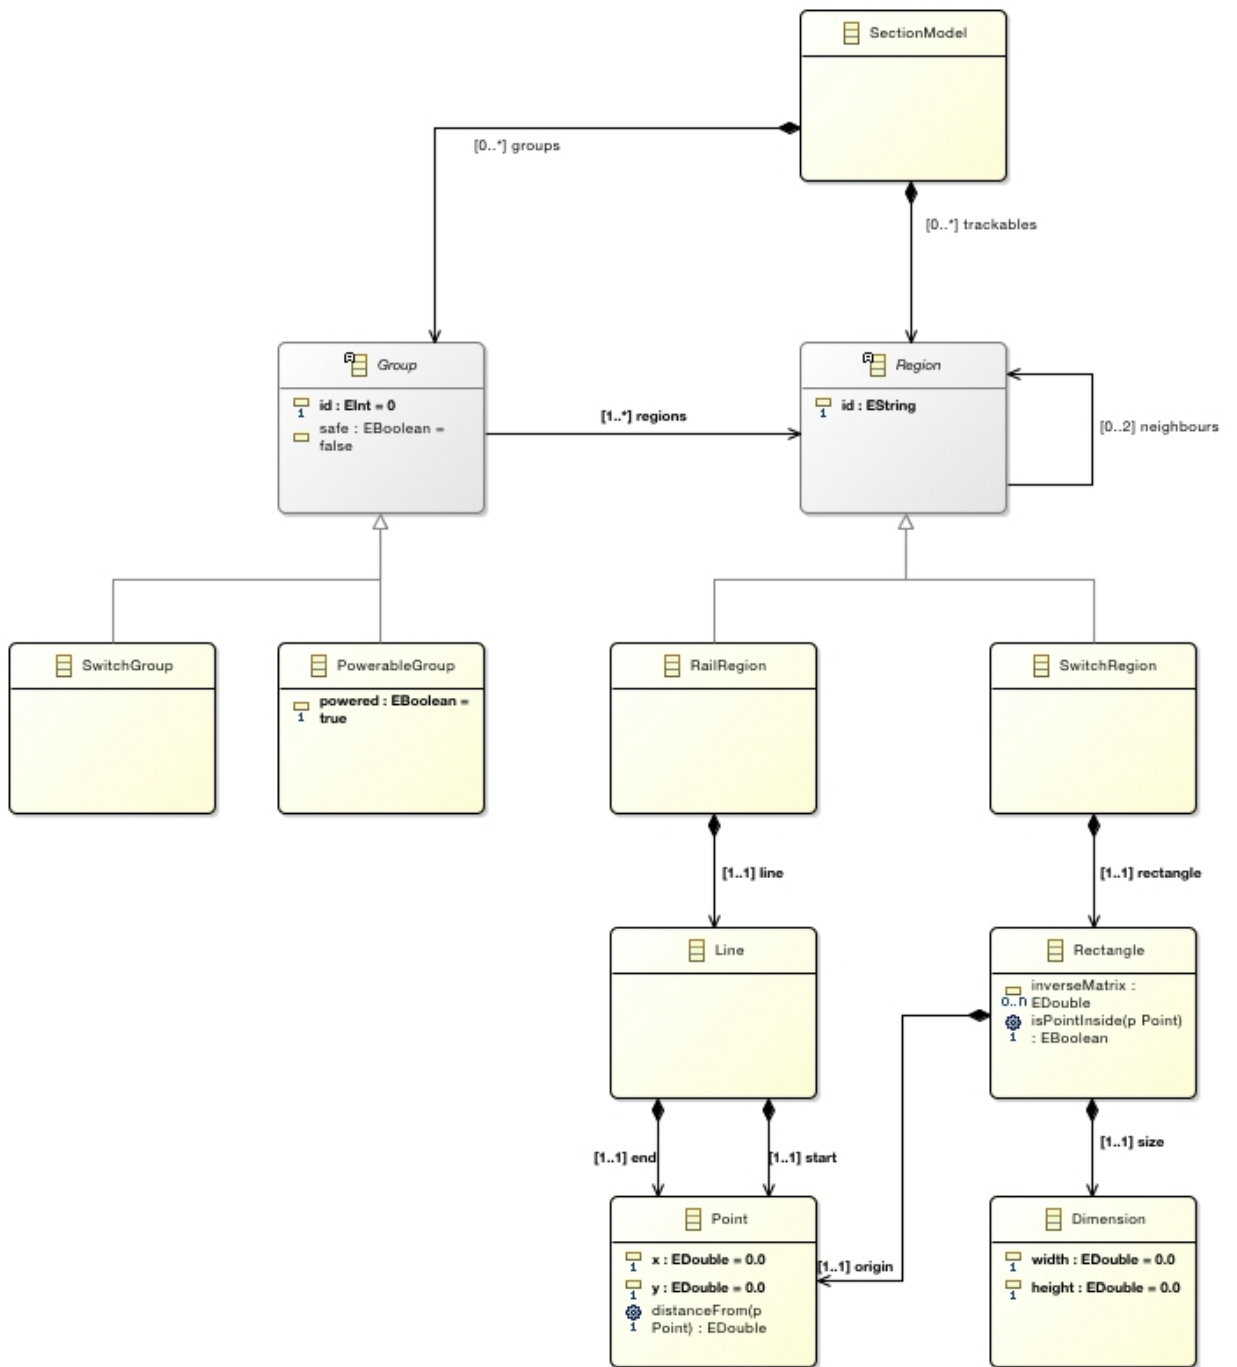 SectionModel
[0..*] groups
[0..*] trackables
Group
id : EInt = 0
1
safe : EBoolean =
false
[1..*] regions
Region
id : EString
1
[0..2] neighbours
SwitchGroup
PowerableGroup
powered : EBoolean =
1
true
RailRegion
SwitchRegion
[1..1] line
[1..1] rectangle
Line
Rectangle
inverseMatrix :
0..n EDouble
isPointInside(p Point)
1 : EBoolean
[1..1] end
[1..1] start
[1..1] size
[1..1] origin
Point
x : EDouble = 0.0
1
y : EDouble = 0.0
1
distanceFrom(p
1 Point) : EDouble
Dimension
width : EDouble = 0.0
1
height : EDouble = 0.0
1